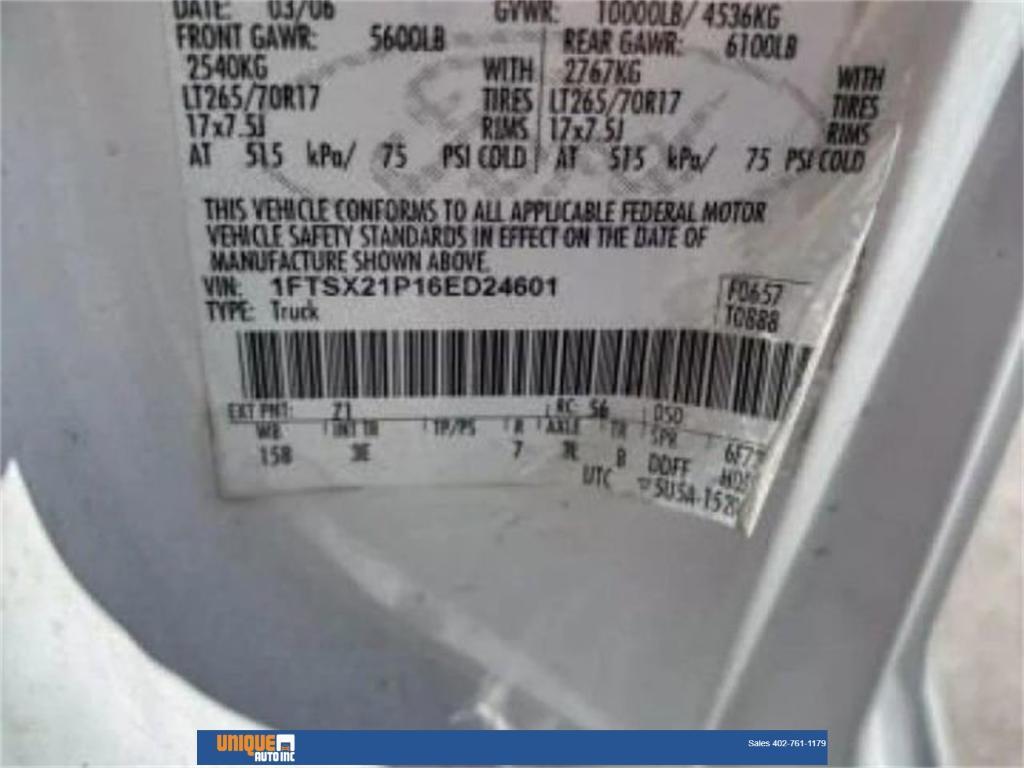 DATE: 03/06 GVWR: 10000LB/ 4536KG
FRONT GAWR: 5600LB REAR GAWR: 6100LB
2540KG WITH 2767KG WITH
LT265/70R17 TIRES LT265/70R17 TIRES
17x7.5J RIMS 17x7.5J RIMS
AT 515 kPa/ 75 PSI COLD AT 515 kPa/ 75 PSI COLD
THIS VEHICLE CONFORMS TO ALL APPLICABLE FEDERAL MOTOR
VEHICLE SAFETY STANDARDS IN EFFECT ON THE DATE OF
MANUFACTURE SHOWN ABOVE.
VIN: 1FTSX21P16ED24601 F0657
TYPE: Truck T0888
EXT PNT: Z1 RC: 56 DSO
WB INT TR TP/PS R AXLE TR SPR
158 3E 7 B DDFF
UTC
UNIQUE AUTO INC
Sales 402-761-1179